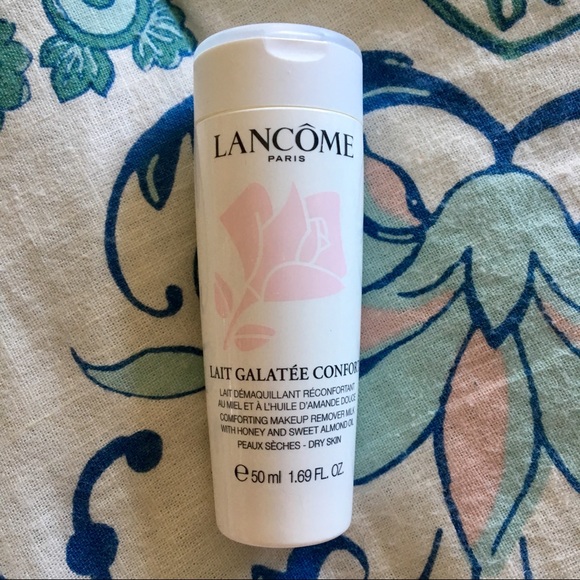 LANCÔME
PARIS
LAIT GALATÉE CONFORT
LAIT DÉMAQUILLANT RÉCONFORTANT
AU MIEL ET À L'HUILE D'AMANDE DOUCE
COMFORTING MAKEUP REMOVER MILK
WITH HONEY AND SWEET ALMOND OIL
PEAUX SÈCHES - DRY SKIN
℮ 50 ml 1.69 FL. OZ.